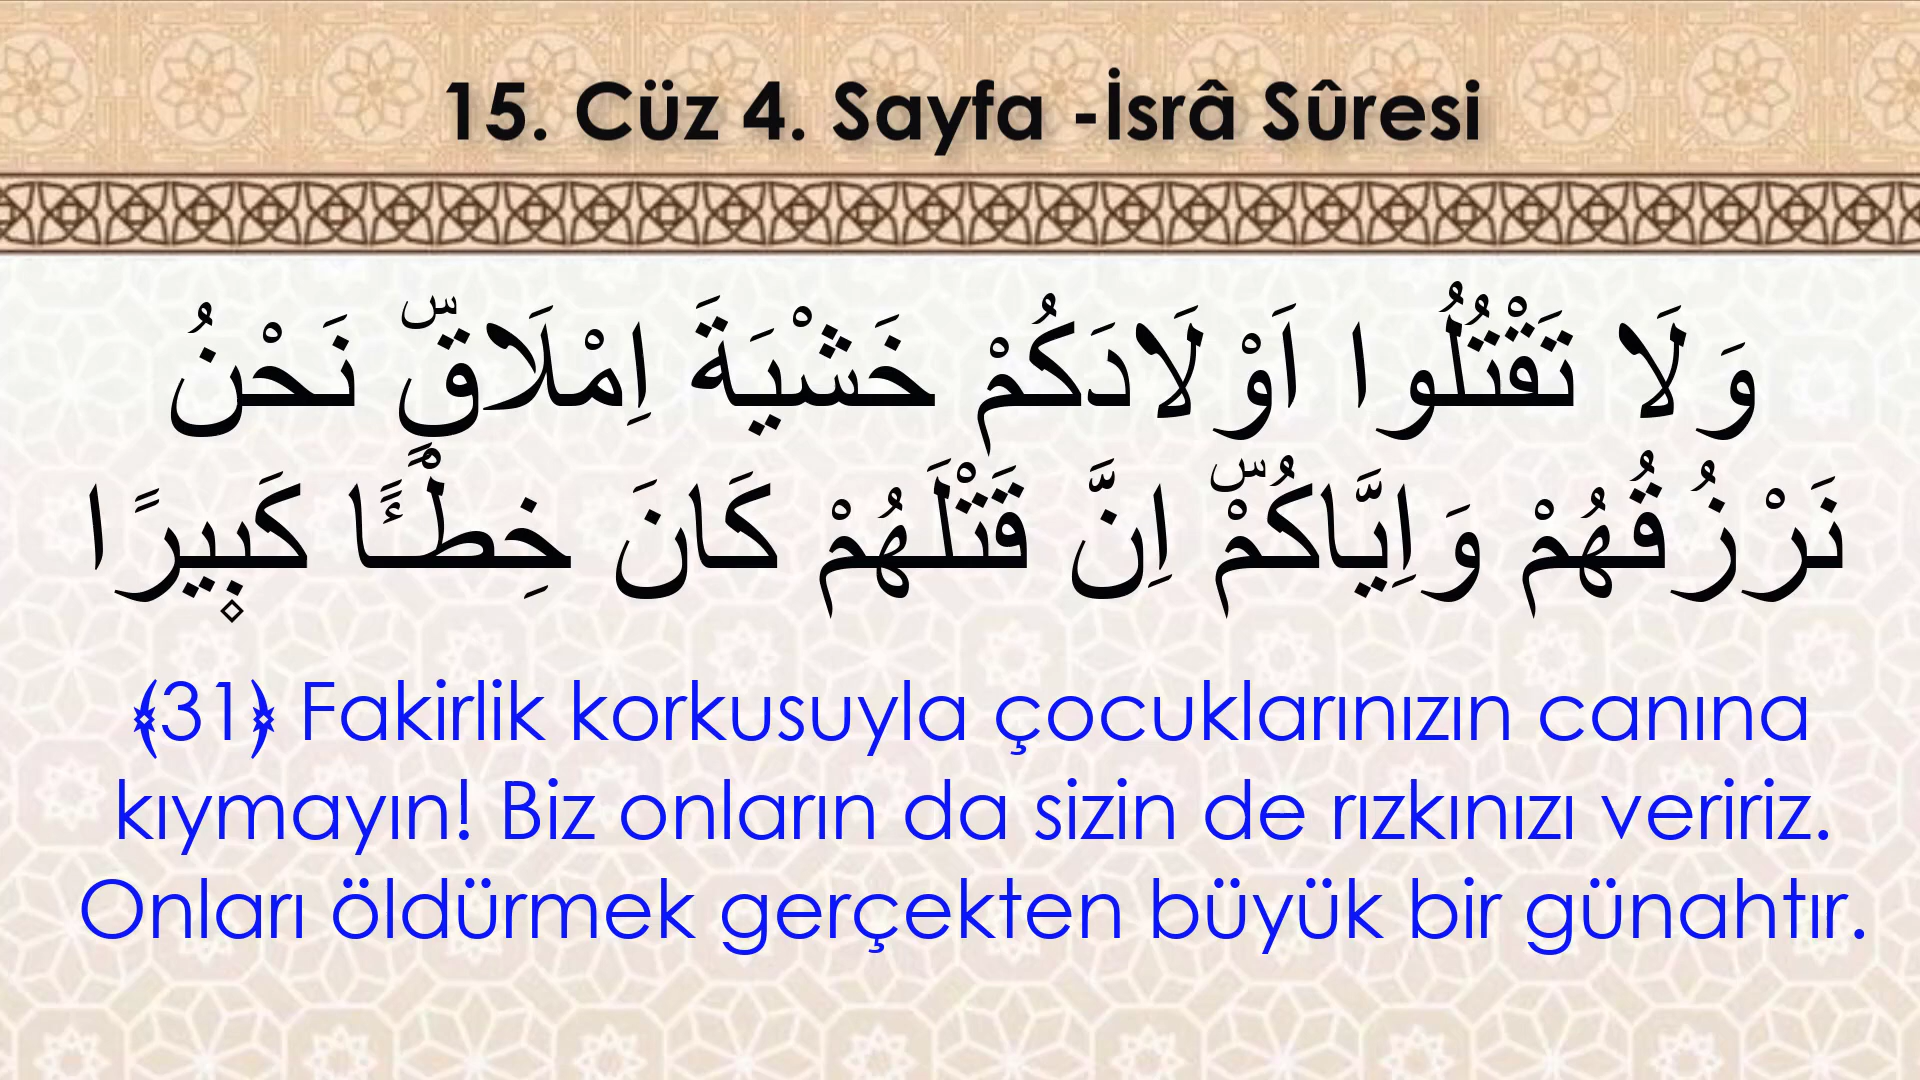 15. Cüz 4. Sayfa -İsrâ Sûresi
وَلَا تَقْتُلُوا اَوْلَادَكُمْ خَشْيَةَ اِمْلَاقٍۜ نَحْنُ
نَرْزُقُهُمْ وَاِيَّاكُمْۜ اِنَّ قَتْلَهُمْ كَانَ خِطْـًٔا كَب۪يرًا
﴾31﴿ Fakirlik korkusuyla çocuklarınızın canına
kıymayın! Biz onların da sizin de rızkınızı veririz.
Onları öldürmek gerçekten büyük bir günahtır.